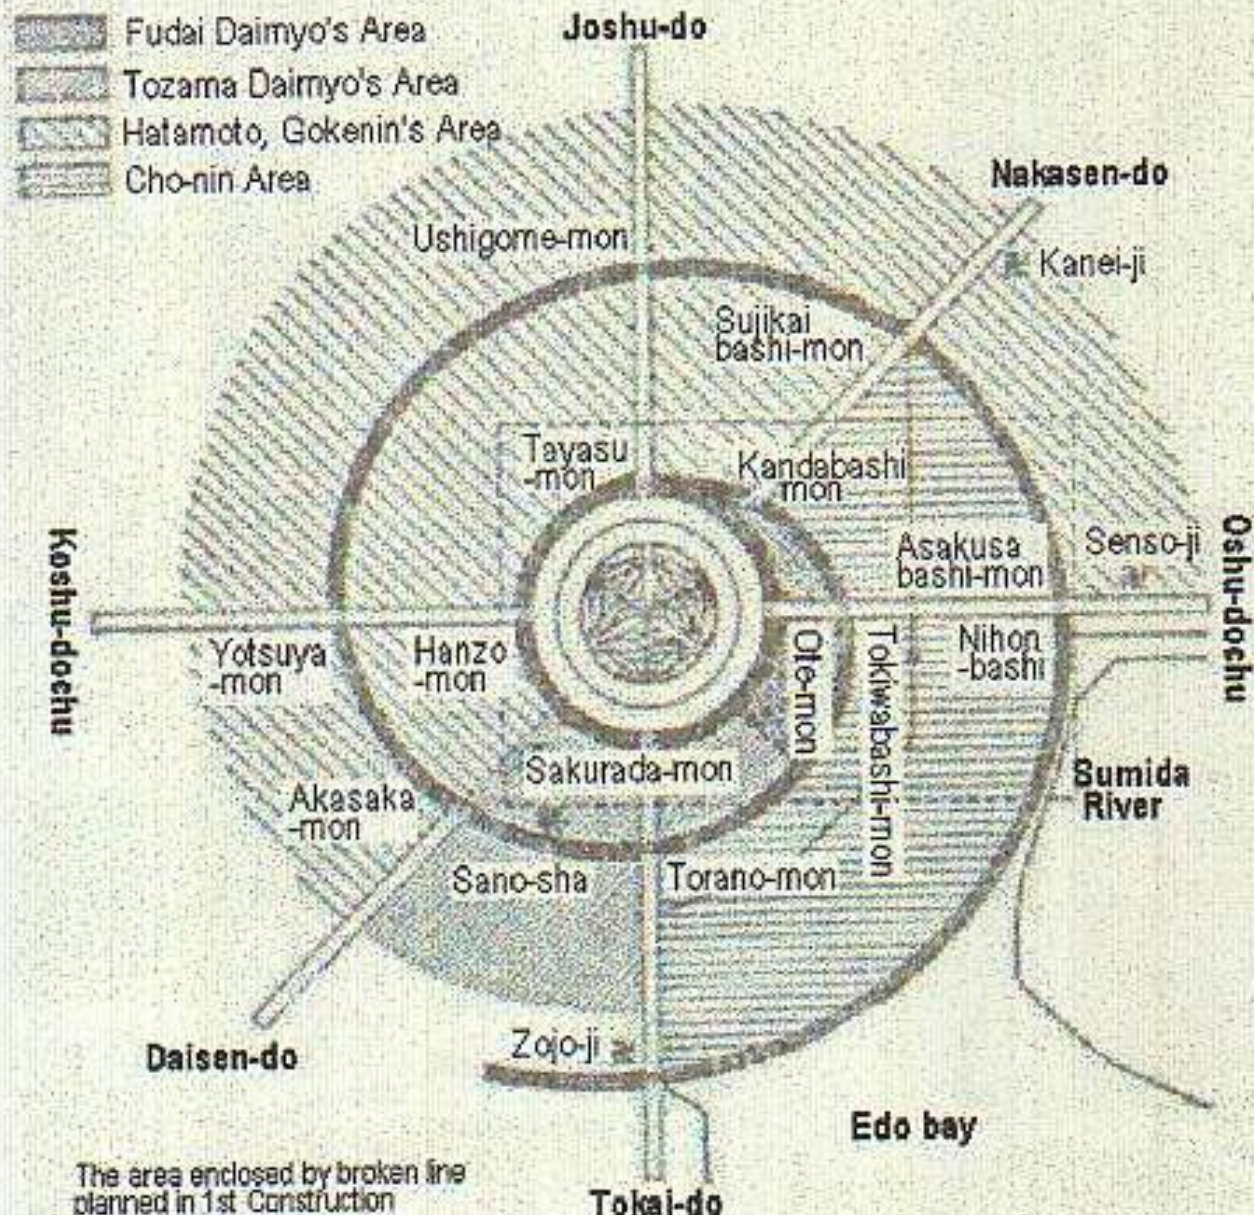 Fudai Daimyo's Area
Tozama Daimyo's Area
Hatamoto, Gokenin's Area
Cho-nin Area
Joshu-do
Nakasen-do
Ushigome-mon
Kanei-ji
Sujikai
bashi-mon
Tayasu
-mon
Kandabashi
mon
Koshu-dochu
Asakusa
bashi-mon
Senso-ji
Oshu-dochu
Yotsuya
-mon
Hanzo
-mon
Ote-mon
Tokiwabashi-mon
Nihon
-bashi
Sakurada-mon
Akasaka
-mon
Sumida
River
Sano-sha
Torano-mon
Zojo-ji
Daisen-do
Edo bay
The area enclosed by broken line
planned in 1st Construction
Tokai-do